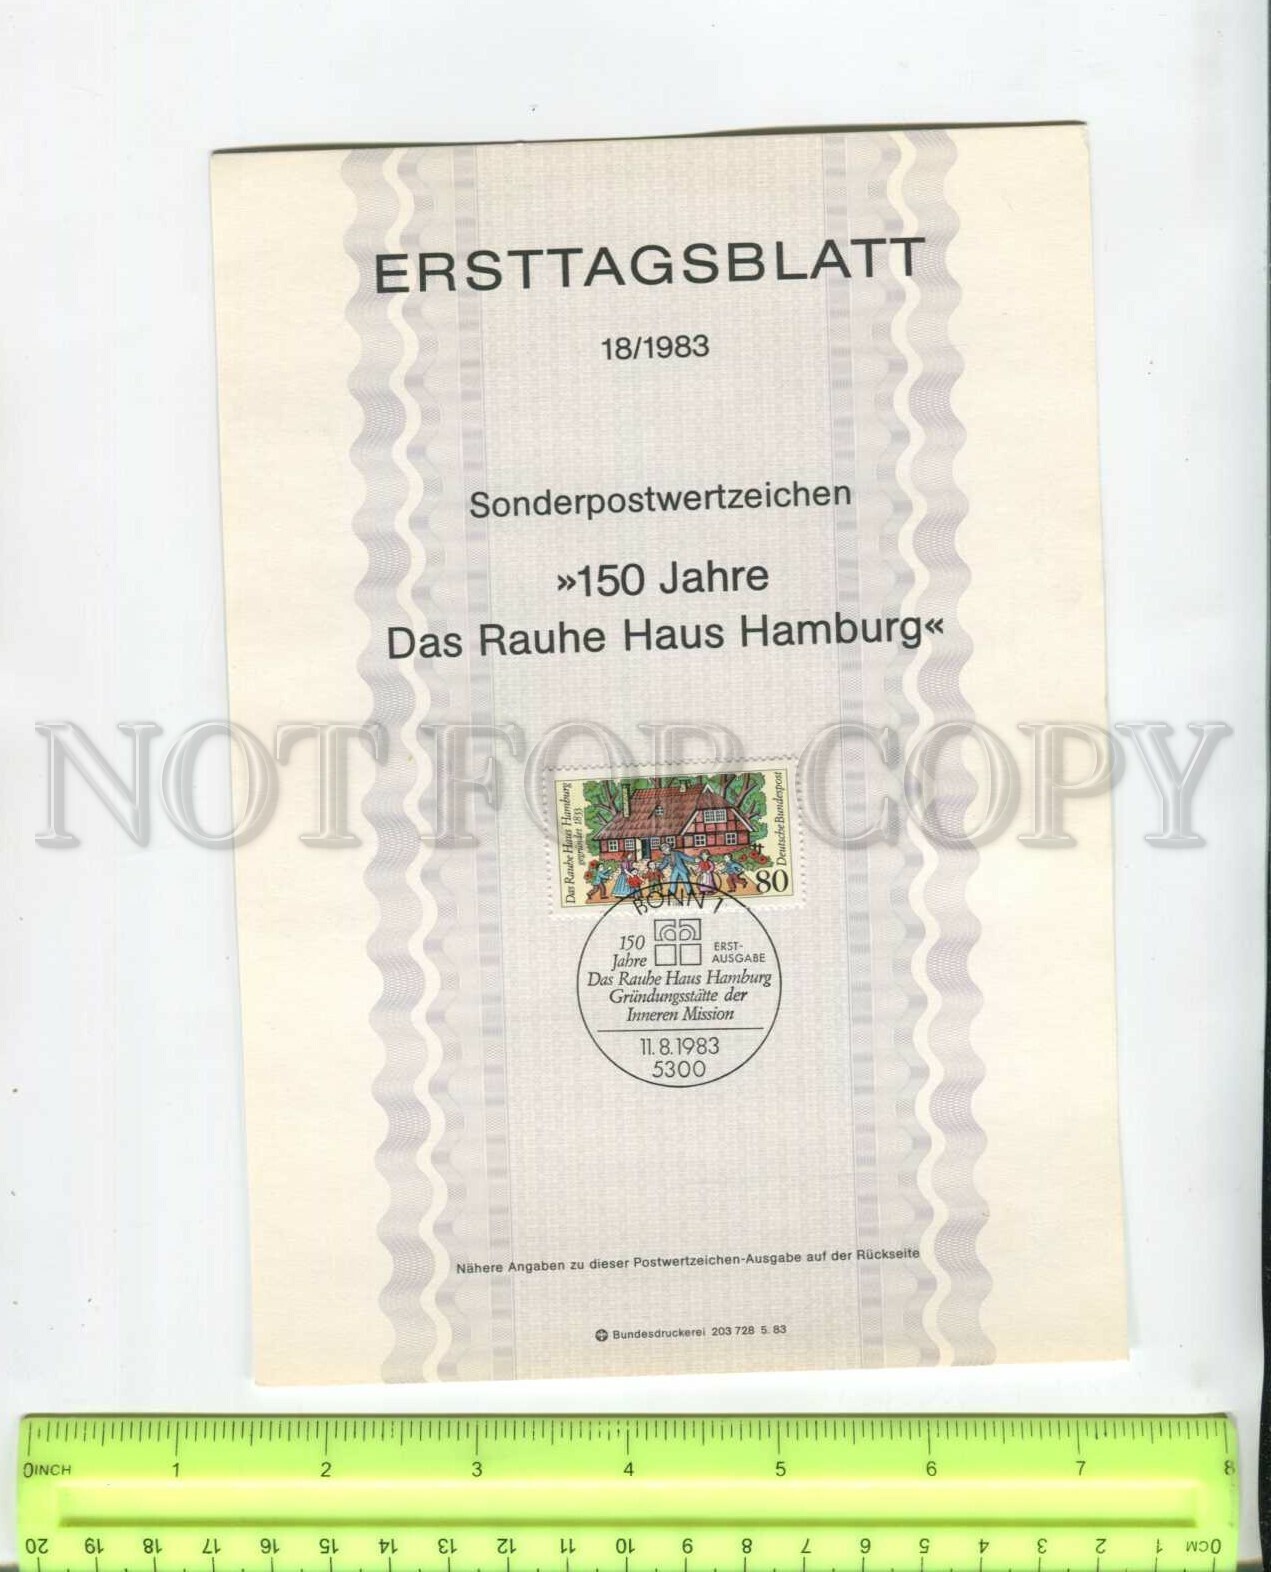 ERSTTAGSBLATT
18/1983
Sonderpostwertzeichen
»150 Jahre
Das Rauhe Haus Hamburg«
NOT FOR COPY
Das Rauhe Haus Hamburg
gegründet 1833
Deutsche Bundespost
80
BONN 1
150
Jahre
ERST-
AUSGABE
Das Rauhe Haus Hamburg
Gründungsstätte der
Inneren Mission
11.8.1983
5300
Nähere Angaben zu dieser Postwertzeichen-Ausgabe auf der Rückseite
Bundesdruckerei 203 728 5. 83
0INCH 1 2 3 4 5 6 7 8
20 19 18 17 16 15 14 13 12 11 10 9 8 7 6 5 4 3 2 1 0CM